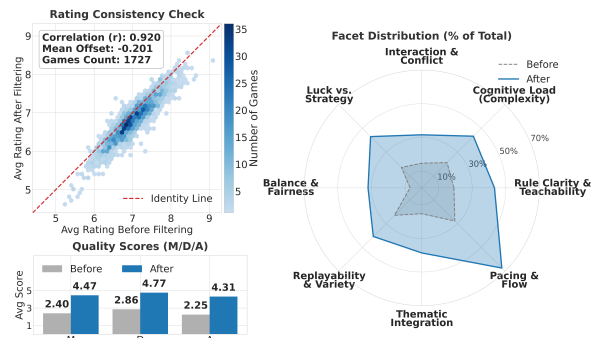 Rating Consistency Check
Correlation (r): 0.920
Mean Offset: -0.201
Games Count: 1727
Identity Line
9
8
7
6
5
5
6
7
8
9
Avg Rating After Filtering
Avg Rating Before Filtering
35
30
25
20
15
10
5
Number of Games
Quality Scores (M/D/A)
Before
After
2.40
4.47
2.86
4.77
2.25
4.31
5
4
3
2
1
Avg Score
Facet Distribution (% of Total)
Before
After
Interaction &
Conflict
Cognitive Load
(Complexity)
Luck vs.
Strategy
Balance &
Fairness
Rule Clarity &
Teachability
Replayability
& Variety
Pacing &
Flow
Thematic
Integration
10%
30%
50%
70%